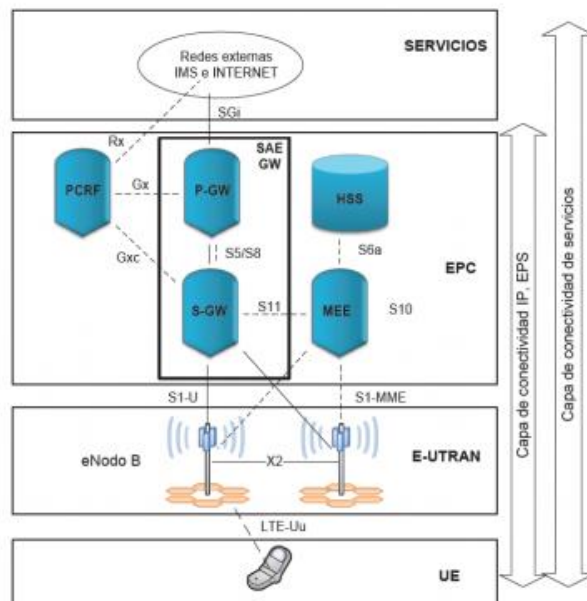 SERVICIOS
Redes externas
IMS e INTERNET
SGi
Rx
SAE
GW
PCRF
Gx
P-GW
HSS
Gxc
S5/S8
S6a
EPC
S-GW
S11
MEE
S10
S1-U
S1-MME
eNodo B
X2
E-UTRAN
LTE-Uu
UE
Capa de conectividad IP, EPS
Capa de conectividad de servicios